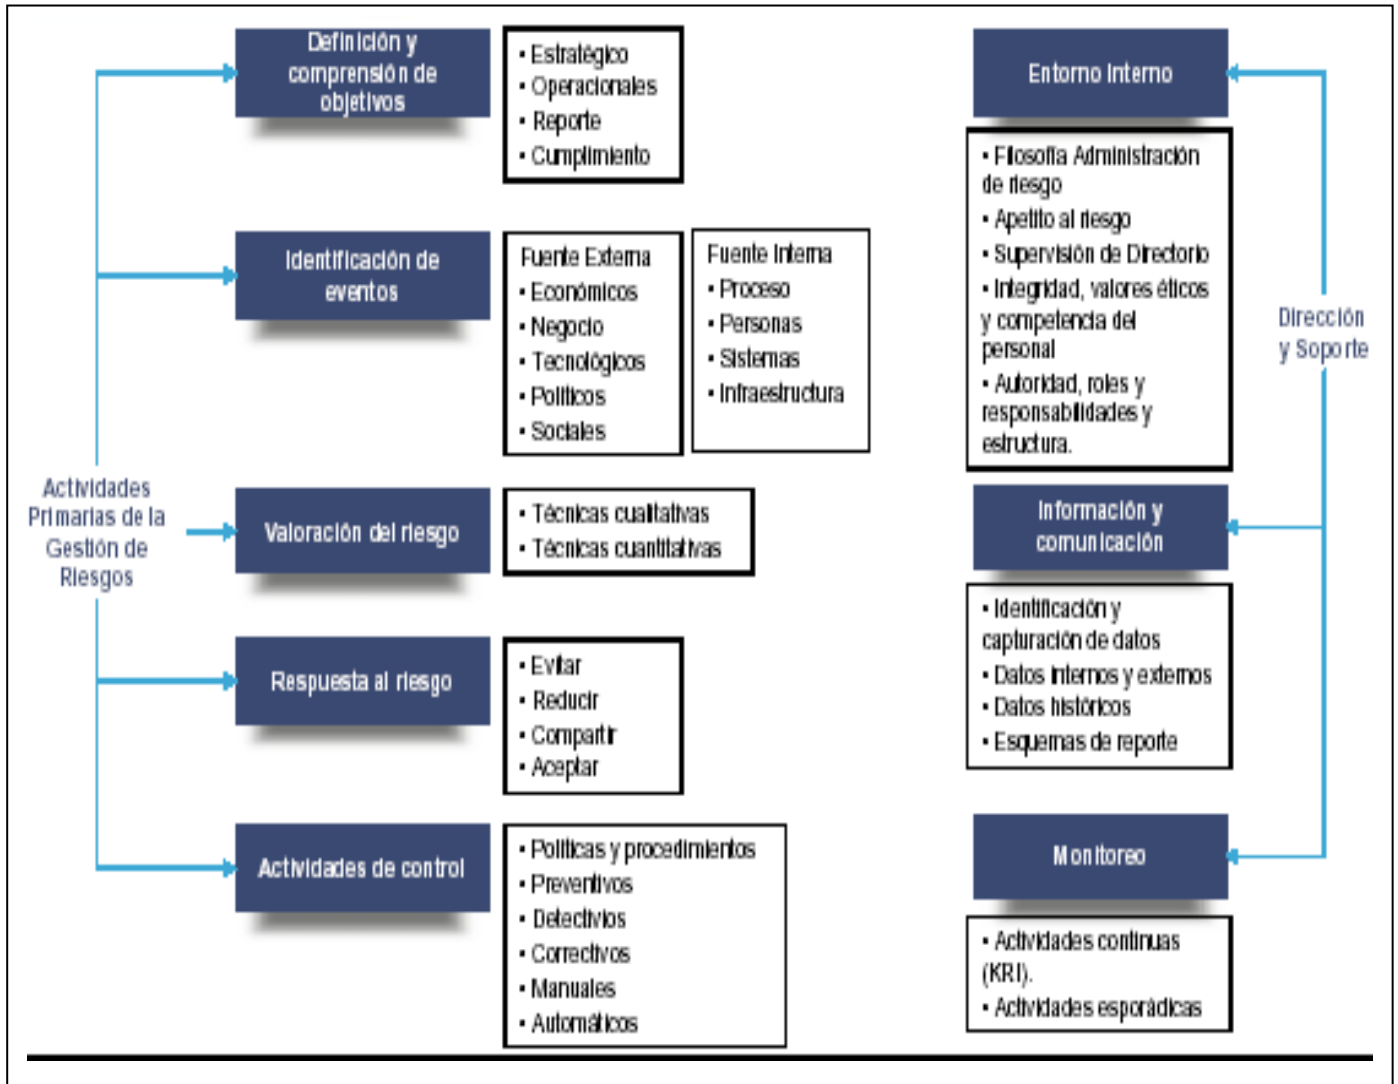 Definición y
comprensión de
objetivos
▪ Estratégico
▪ Operacionales
▪ Reporte
▪ Cumplimiento
Identificación de
eventos
Fuente Externa
▪ Económicos
▪ Negocio
▪ Tecnológicos
▪ Políticos
▪ Sociales
Fuente Interna
▪ Proceso
▪ Personas
▪ Sistemas
▪ Infraestructura
Actividades
Primarias de la
Gestión de
Riesgos
Valoración del riesgo
▪ Técnicas cualitativas
▪ Técnicas cuantitativas
Respuesta al riesgo
▪ Evitar
▪ Reducir
▪ Compartir
▪ Aceptar
Actividades de control
▪ Políticas y procedimientos
▪ Preventivos
▪ Detectivios
▪ Correctivos
▪ Manuales
▪ Automáticos
Entorno Interno
▪ Filosofía Administración
de riesgo
▪ Apetito al riesgo
▪ Supervisión de Directorio
▪ Integridad, valores éticos
y competencia del
personal
▪ Autoridad, roles y
responsabilidades y
estructura.
Dirección
y Soporte
Información y
comunicación
▪ Identificación y
capturación de datos
▪ Datos internos y externos
▪ Datos históricos
▪ Esquemas de reporte
Monitoreo
▪ Actividades continuas
(KRI).
▪ Actividades esporádicas